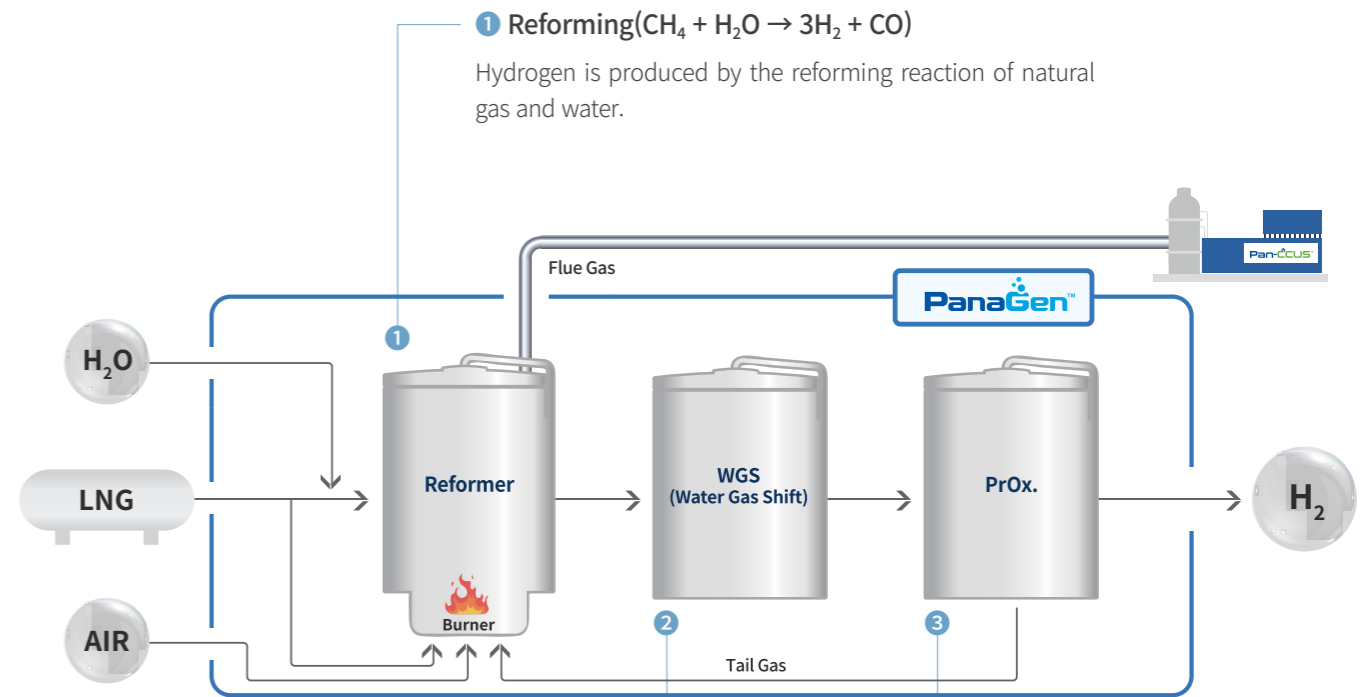 1 Reforming(CH₄ + H₂O → 3H₂ + CO)
Hydrogen is produced by the reforming reaction of natural
gas and water.
Pan-CCUS™
Flue Gas
PanaGen™
1
H₂O
Reformer
WGS
(Water Gas Shift)
PrOx.
LNG
H₂
Burner
2
3
AIR
Tail Gas